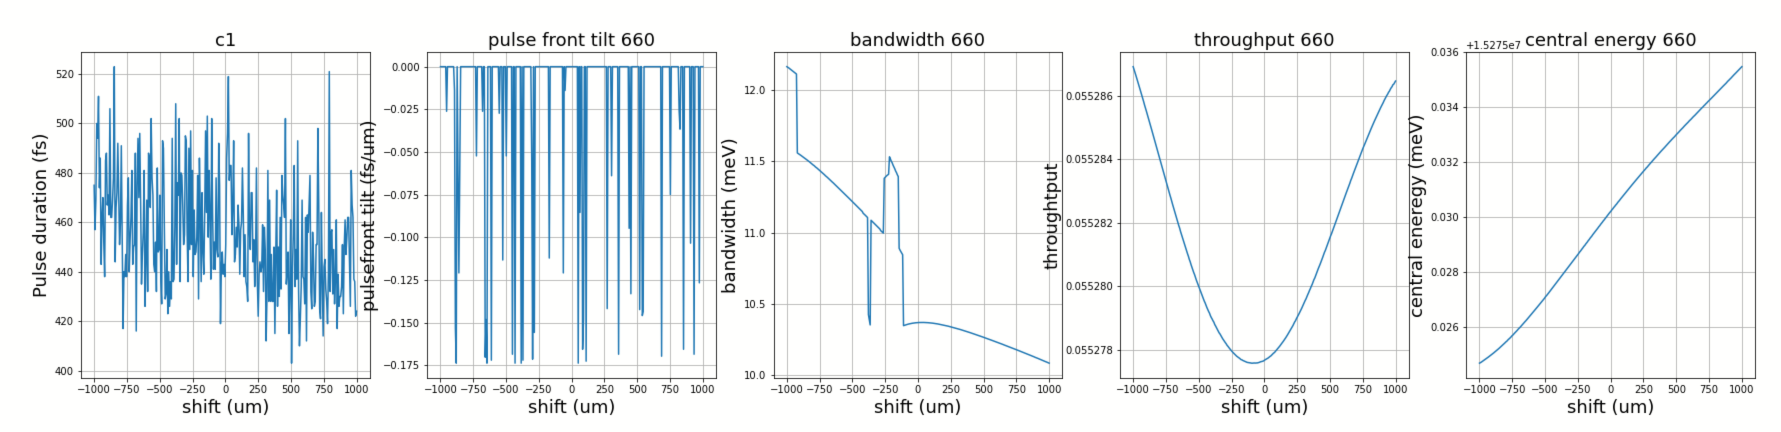 c1
Pulse duration (fs)
520
500
480
460
440
420
400
−1000 −750 −500 −250 0 250 500 750 1000
shift (um)
pulse front tilt 660
pulsefront tilt (fs/um)
0.000
−0.025
−0.050
−0.075
−0.100
−0.125
−0.150
−0.175
−1000 −750 −500 −250 0 250 500 750 1000
shift (um)
bandwidth 660
bandwidth (meV)
12.0
11.5
11.0
10.5
10.0
−1000 −750 −500 −250 0 250 500 750 1000
shift (um)
throughput 660
throughtput
0.055286
0.055284
0.055282
0.055280
0.055278
−1000 −750 −500 −250 0 250 500 750 1000
shift (um)
+1.5275e7 central energy 660
central eneregy (meV)
0.036
0.034
0.032
0.030
0.028
0.026
−1000 −750 −500 −250 0 250 500 750 1000
shift (um)